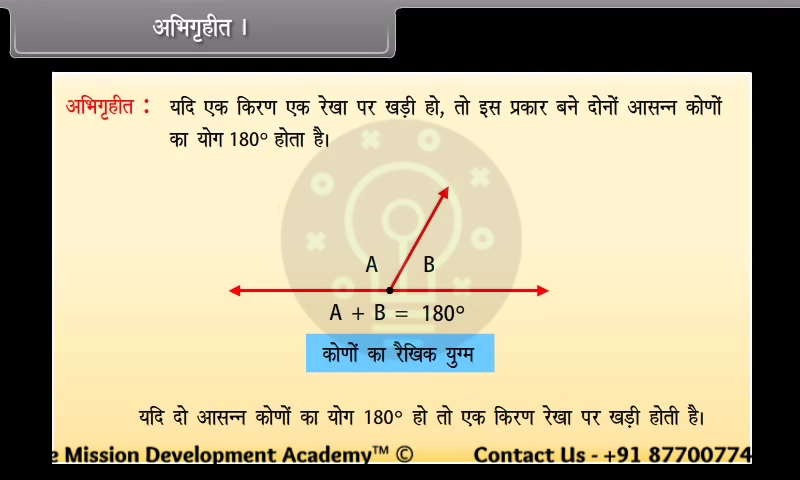 अभिगृहीत ।
अभिगृहीत : यदि एक किरण एक रेखा पर खड़ी हो, तो इस प्रकार बने दोनों आसन्न कोणों
का योग 180° होता है।
A B
A + B = 180°
कोणों का रैखिक युग्म
यदि दो आसन्न कोणों का योग 180° हो तो एक किरण रेखा पर खड़ी होती है।
e Mission Development Academy™ © Contact Us - +91 87700774